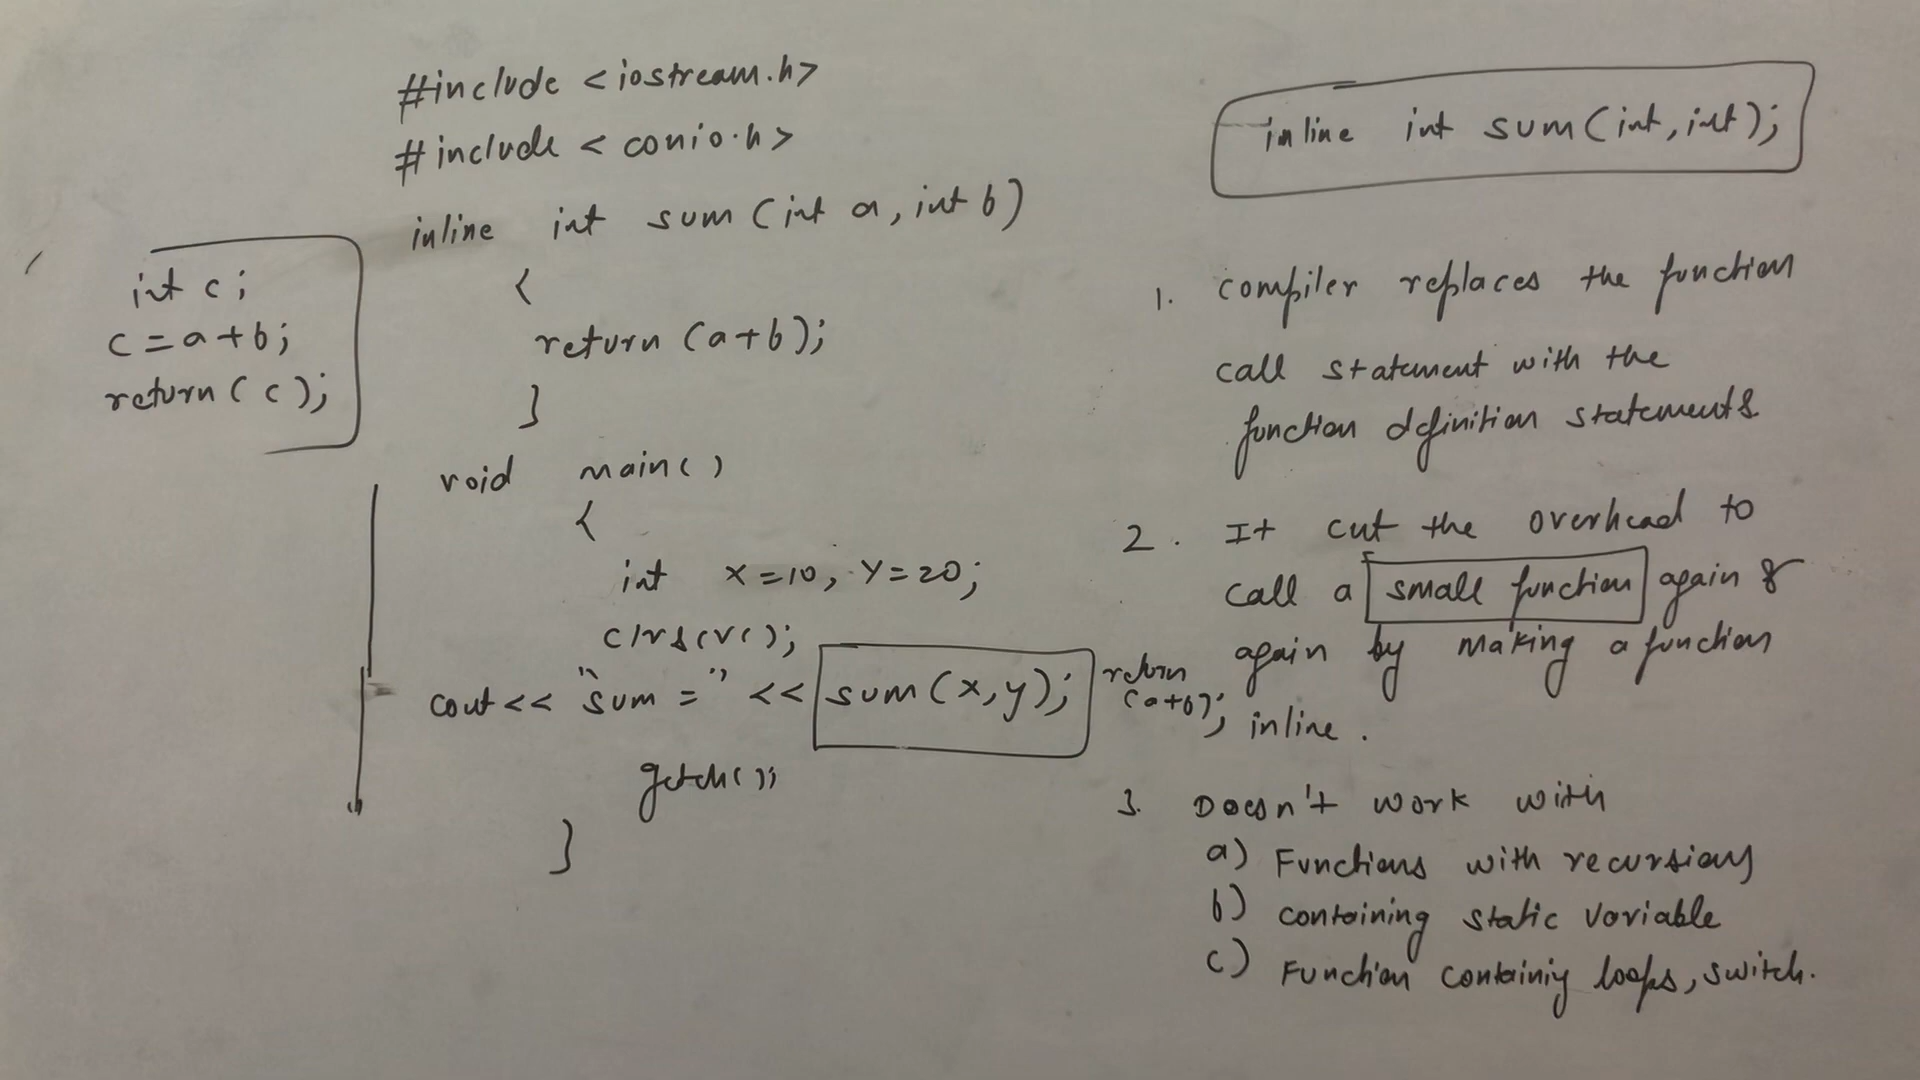 #include <iostream.h>
#include <conio.h>
inline int sum (int a, int b)
{
return (a+b);
}
void main()
{
int x=10, y=20;
clrscr();
cout << "sum = " << sum(x,y);
getch();
}
int c;
c=a+b;
return(c);
return
(a+b);
inline int sum(int, int);
1. compiler replaces the function
call statement with the
function definition statements
2. It cut the overhead to
call a small function again &
again by making a function
inline.
3. Doesn't work with
a) Functions with recursions
b) containing static variable
c) Function containing loops, switch.